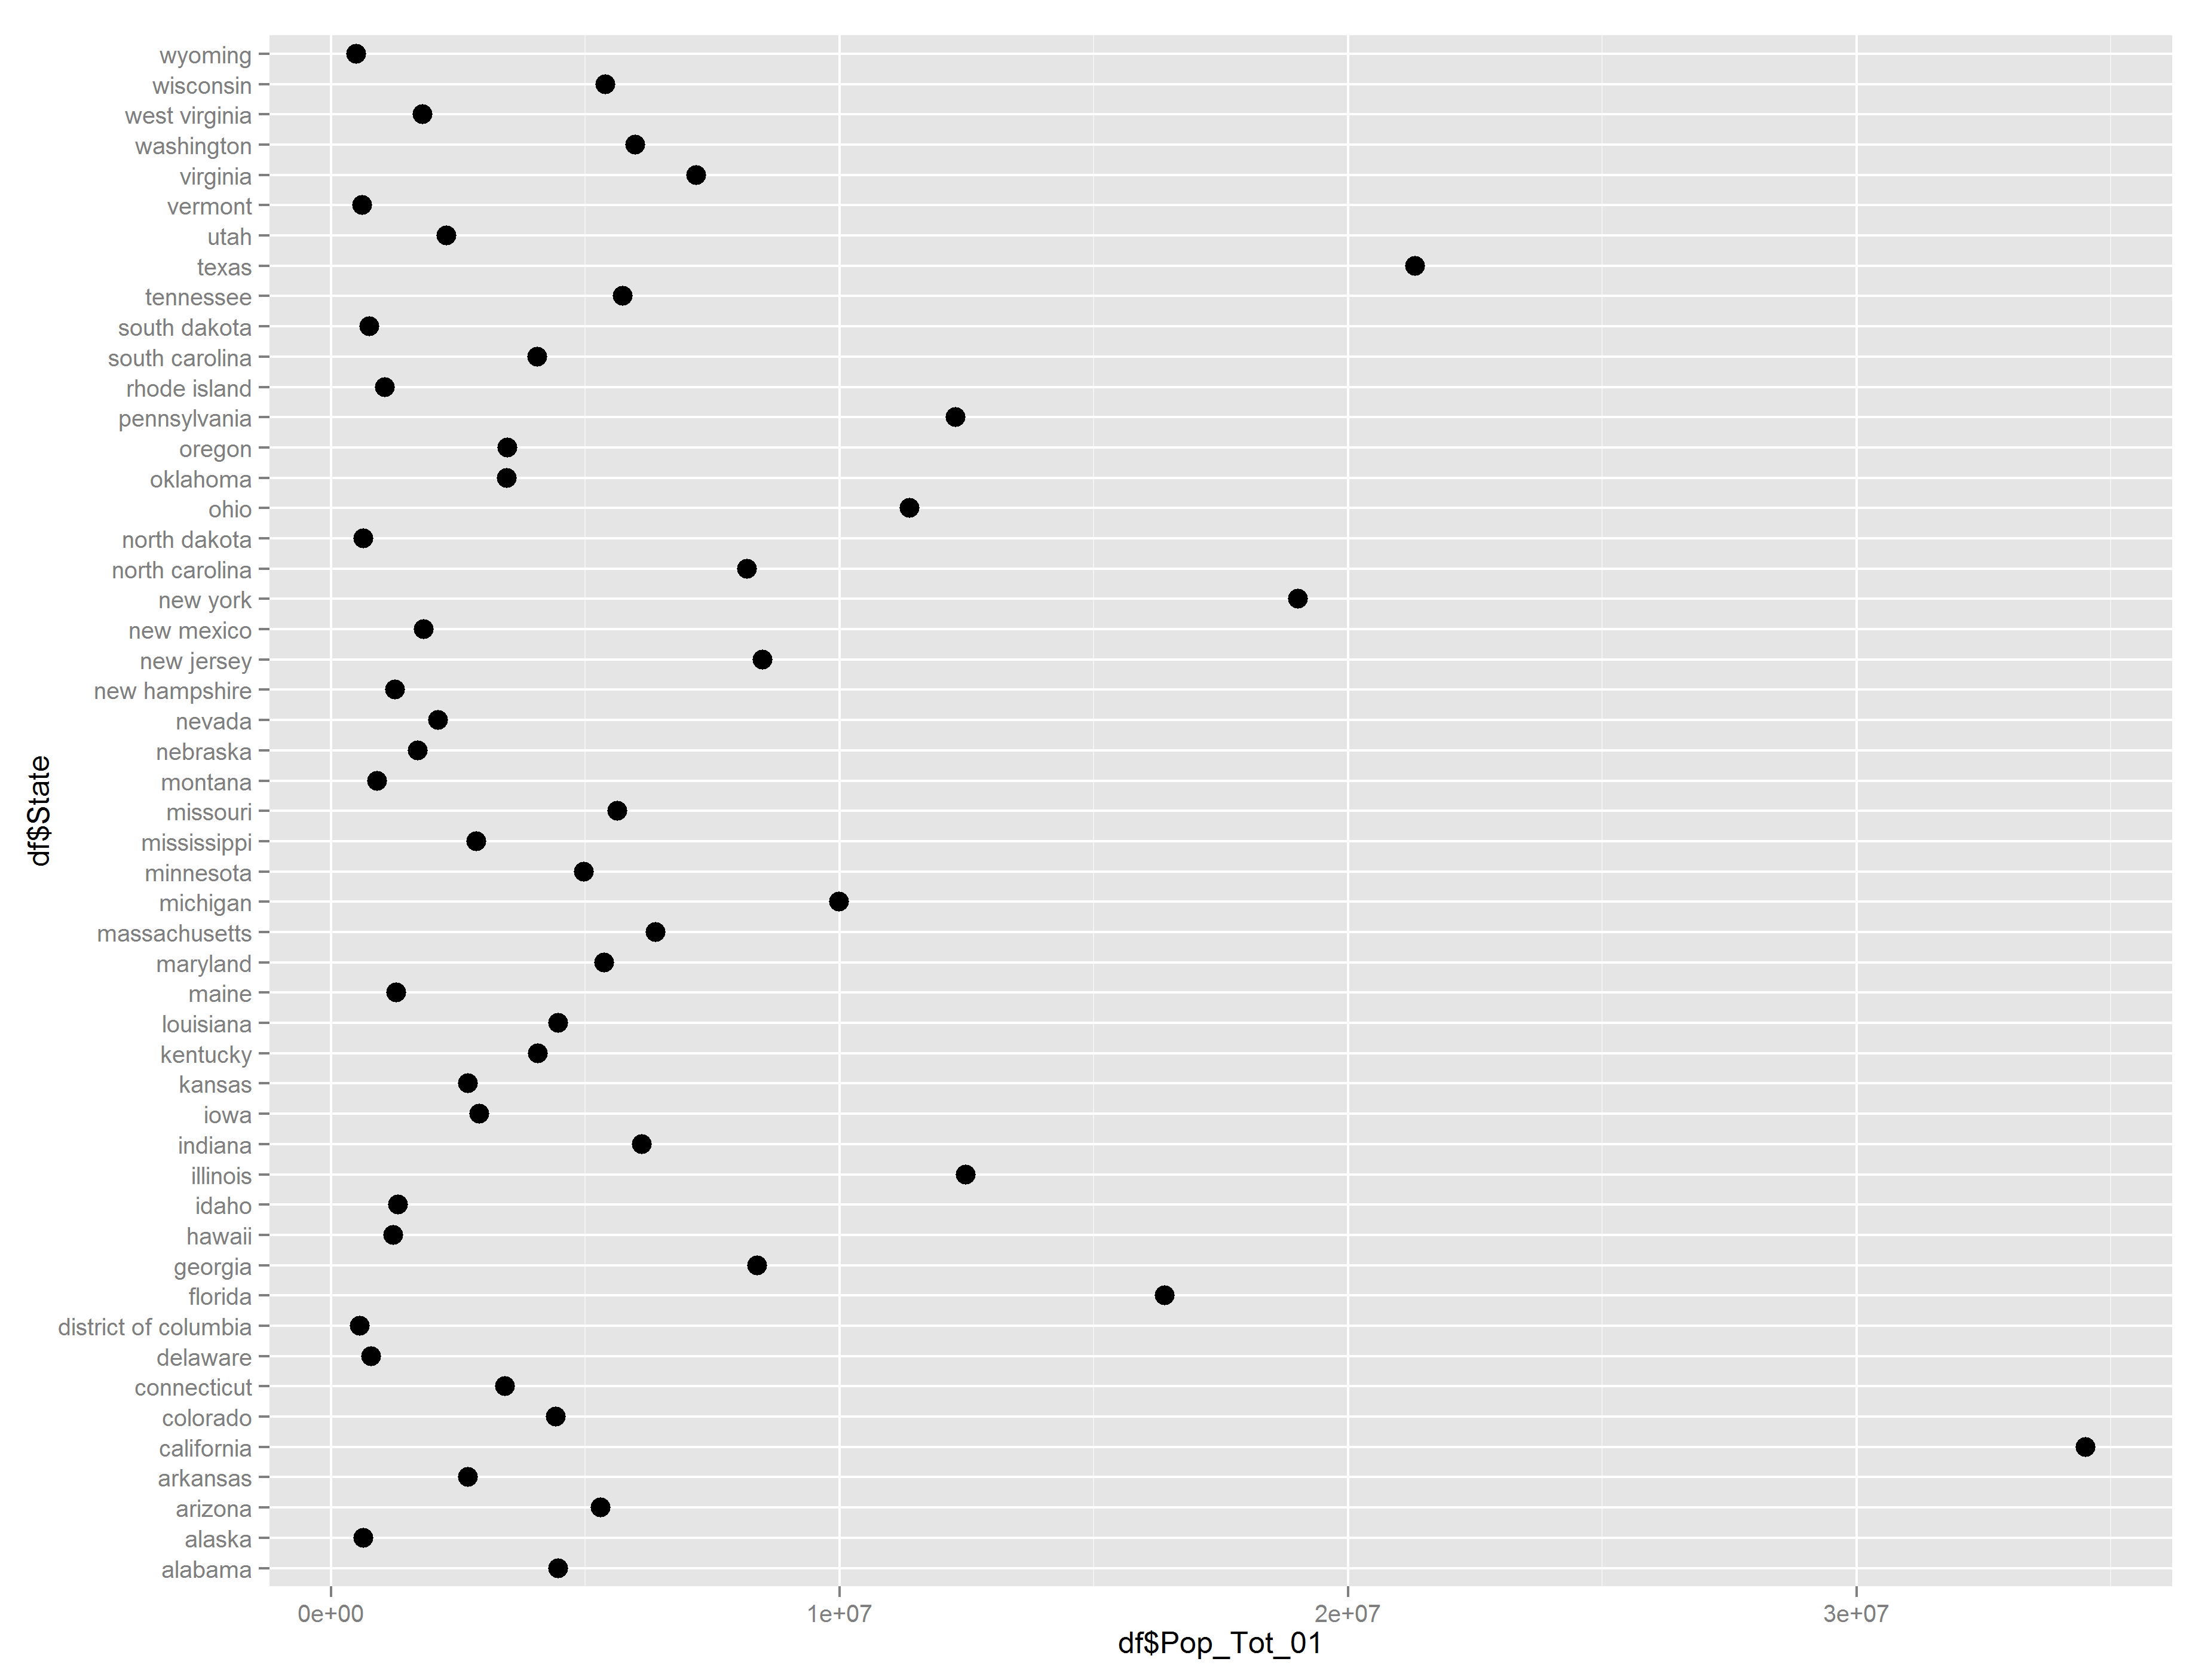 wyoming
wisconsin
west virginia
washington
virginia
vermont
utah
texas
tennessee
south dakota
south carolina
rhode island
pennsylvania
oregon
oklahoma
ohio
north dakota
north carolina
new york
new mexico
new jersey
new hampshire
nevada
nebraska
montana
missouri
mississippi
minnesota
michigan
massachusetts
maryland
maine
louisiana
kentucky
kansas
iowa
indiana
illinois
idaho
hawaii
georgia
florida
district of columbia
delaware
connecticut
colorado
california
arkansas
arizona
alaska
alabama
df$State
0e+00 1e+07 2e+07 3e+07
df$Pop_Tot_01